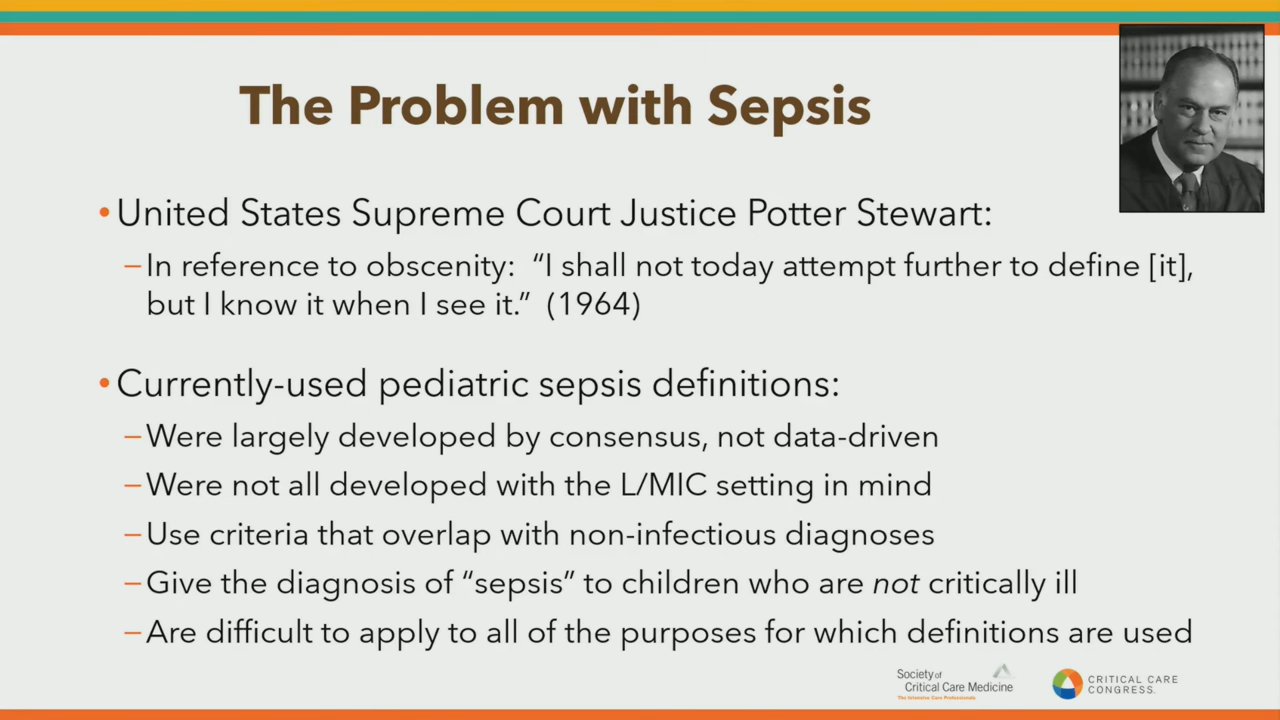 The Problem with Sepsis
•United States Supreme Court Justice Potter Stewart:
–In reference to obscenity: “I shall not today attempt further to define [it],
but I know it when I see it.” (1964)
•Currently-used pediatric sepsis definitions:
–Were largely developed by consensus, not data-driven
–Were not all developed with the L/MIC setting in mind
–Use criteria that overlap with non-infectious diagnoses
–Give the diagnosis of “sepsis” to children who are not critically ill
–Are difficult to apply to all of the purposes for which definitions are used
Society of
Critical Care Medicine
The Intensive Care Professionals
CRITICAL CARE
CONGRESS